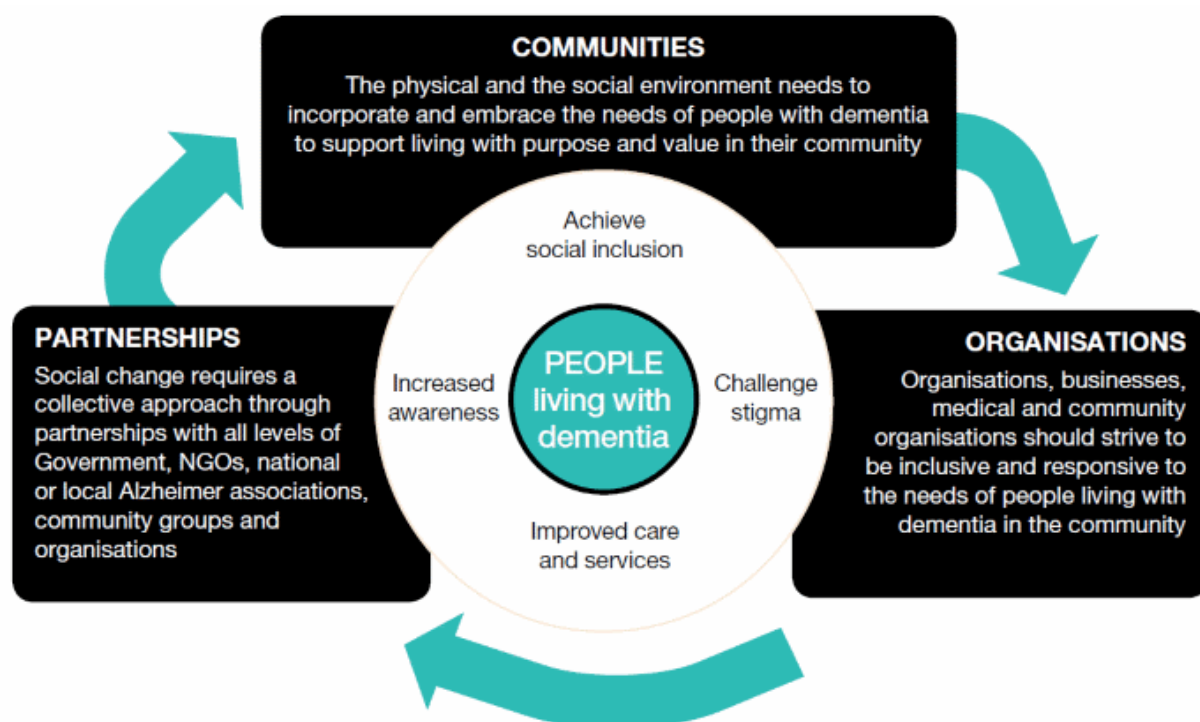 COMMUNITIES
The physical and the social environment needs to
incorporate and embrace the needs of people with dementia
to support living with purpose and value in their community
Achieve
social inclusion
PARTNERSHIPS
Social change requires a
collective approach through
partnerships with all levels of
Government, NGOs, national
or local Alzheimer associations,
community groups and
organisations
Increased
awareness
PEOPLE
living with
dementia
Challenge
stigma
ORGANISATIONS
Organisations, businesses,
medical and community
organisations should strive to
be inclusive and responsive to
the needs of people living with
dementia in the community
Improved care
and services